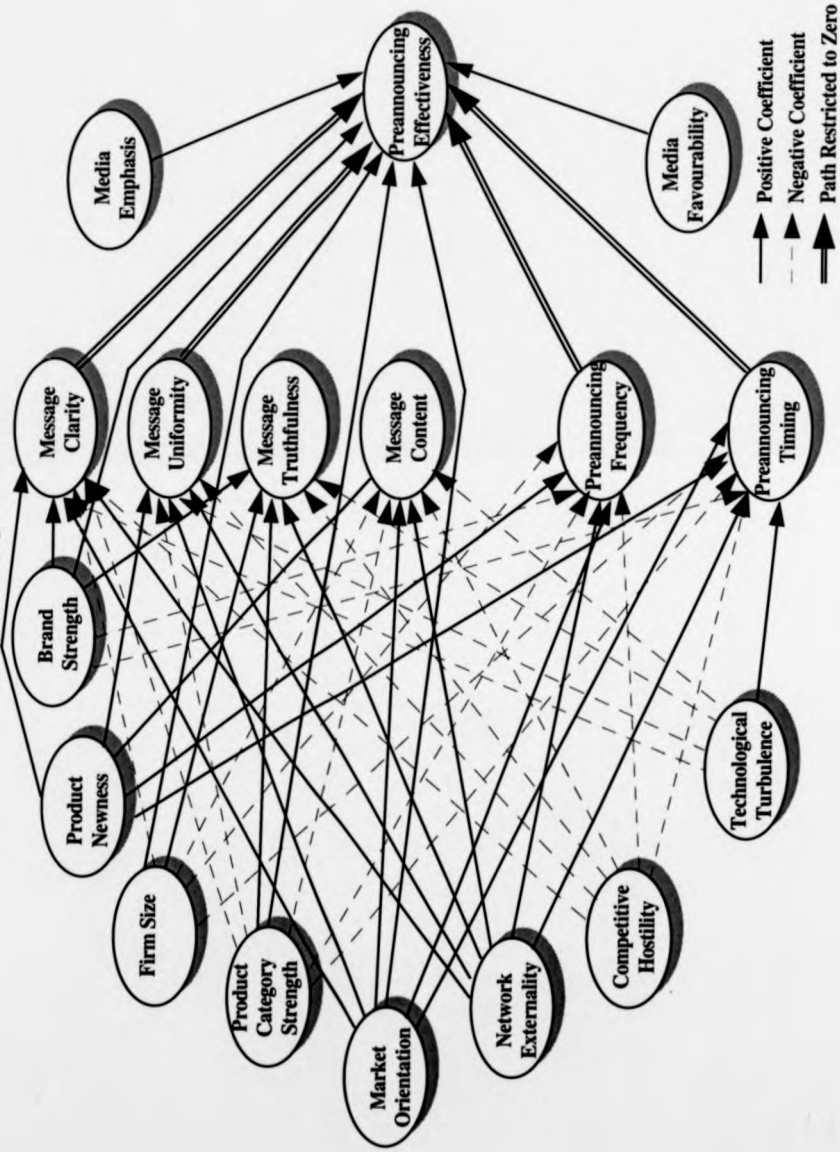 Media
Emphasis
Preannouncing
Effectiveness
Media
Favourability
Positive Coefficient
Negative Coefficient
Path Restricted to Zero
Message
Clarity
Message
Uniformity
Message
Truthfulness
Message
Content
Preannouncing
Frequency
Preannouncing
Timing
Brand
Strength
Product
Newness
Firm Size
Product
Category
Strength
Market
Orientation
Network
Externality
Competitive
Hostility
Technological
Turbulence